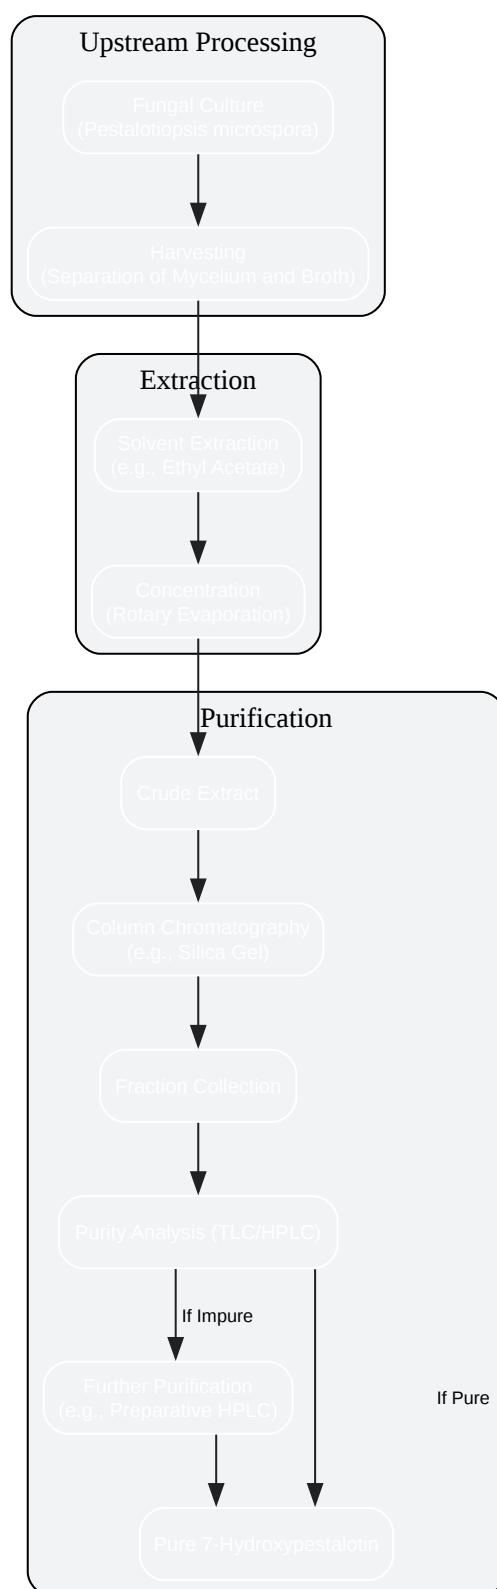 Upstream Processing
Fungal Culture
(Pestalotiopsis microspora)
Harvesting
(Separation of Mycelium and Broth)
Extraction
Solvent Extraction
(e.g., Ethyl Acetate)
Concentration
(Rotary Evaporation)
Purification
Crude Extract
Column Chromatography
(e.g., Silica Gel)
Fraction Collection
Purity Analysis (TLC/HPLC)
If Impure
Further Purification
(e.g., Preparative HPLC)
If Pure
Pure 7-Hydroxypestalotin